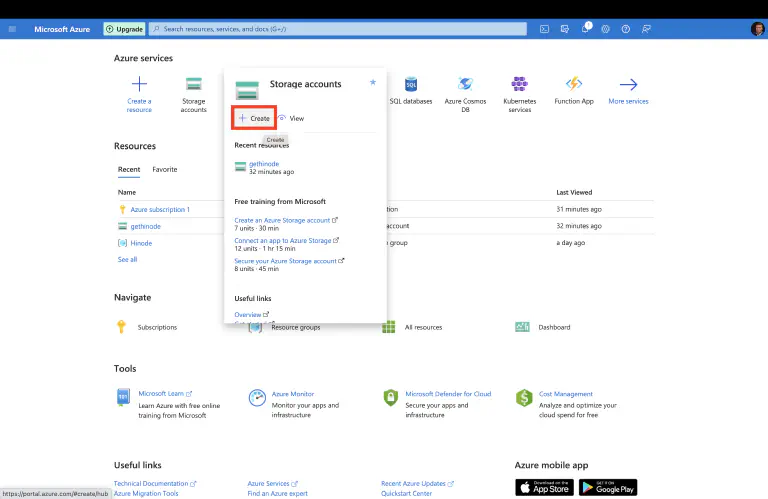 Microsoft Azure
Upgrade
Search resources, services, and docs (G+/)
1
Azure services
Create a
resource
Storage
accounts
SQL databases
Azure Cosmos
DB
Kubernetes
services
Function App
More services
Storage accounts
Create
View
Create
Recent resources
gethinode
32 minutes ago
Free training from Microsoft
Create an Azure Storage account
7 units · 30 min
Connect an app to Azure Storage
12 units · 1 hr 15 min
Secure your Azure Storage account
8 units · 45 min
Useful links
Overview
Resources
Recent
Favorite
Name
Last Viewed
Azure subscription 1
31 minutes ago
gethinode
account
32 minutes ago
Hinode
group
a day ago
See all
Navigate
Subscriptions
Resource groups
All resources
Dashboard
Tools
Microsoft Learn
Learn Azure with free online
training from Microsoft
Azure Monitor
Monitor your apps and
infrastructure
Microsoft Defender for Cloud
Secure your apps and
infrastructure
Cost Management
Analyze and optimize your
cloud spend for free
Useful links
Technical Documentation
Azure Services
Recent Azure Updates
Azure Migration Tools
Find an Azure expert
Quickstart Center
Azure mobile app
Download on the
App Store
GET IT ON
Google Play
https://portal.azure.com/#create/hub